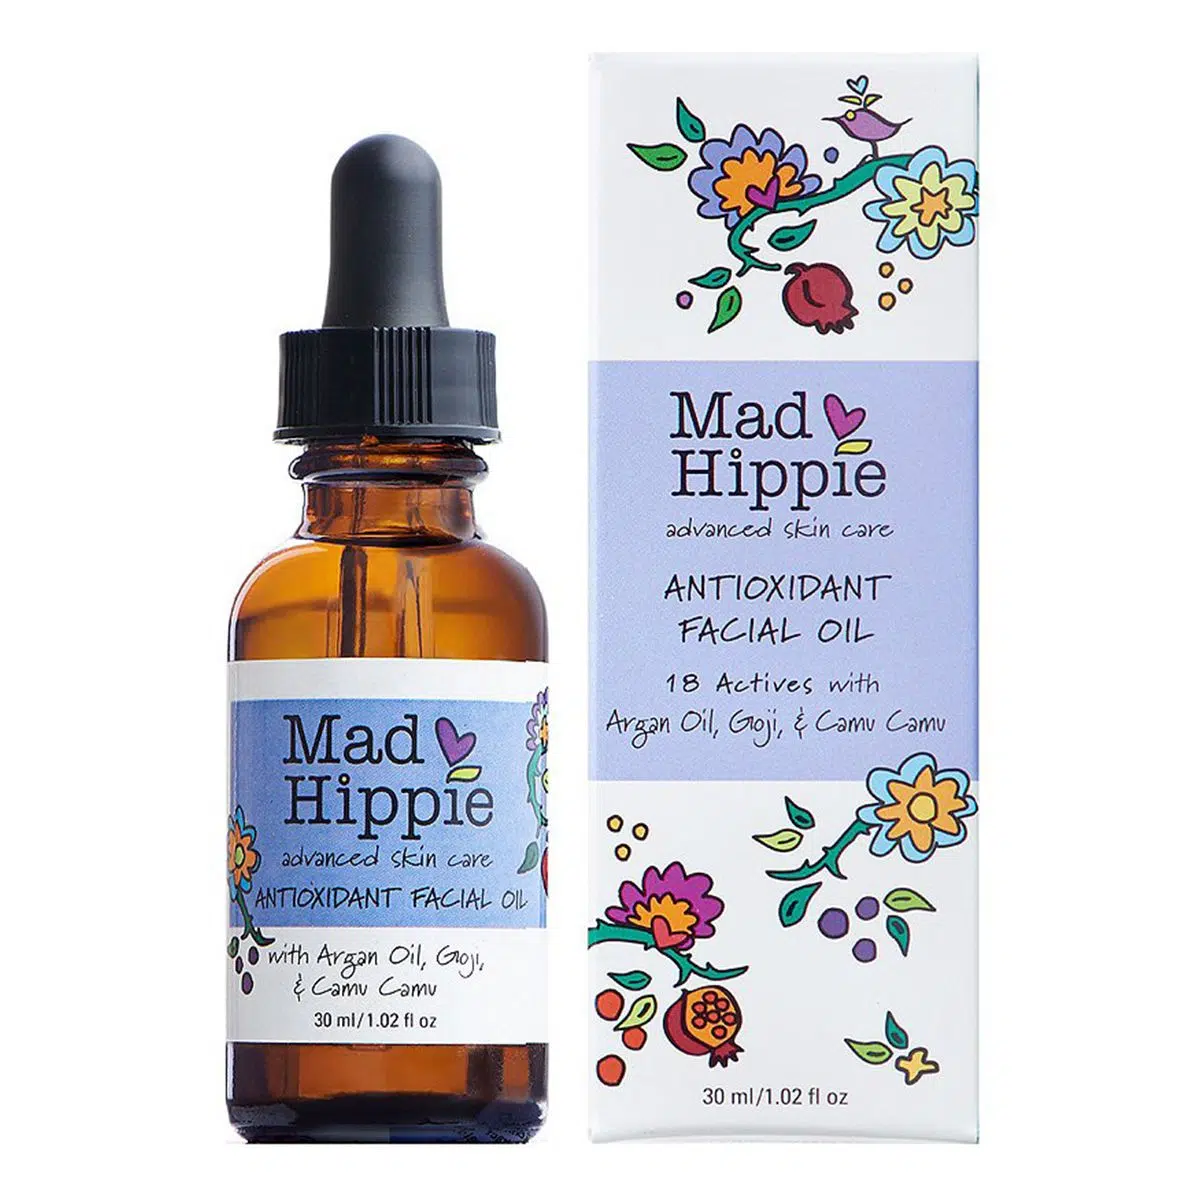 Mad
Hippie
advanced skin care
ANTIOXIDANT FACIAL OIL
with Argan Oil, Goji,
& Camu Camu
30 ml/1.02 fl oz
Mad
Hippie
advanced skin care
ANTIOXIDANT
FACIAL OIL
18 Actives with
Argan Oil, Goji, & Camu Camu
30 ml/1.02 fl oz